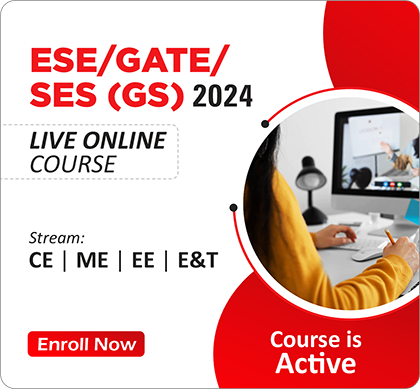 ESE/GATE/
SES (GS) 2024
LIVE ONLINE
COURSE
Stream:
CE | ME | EE | E&T
Enroll Now
Course is
Active